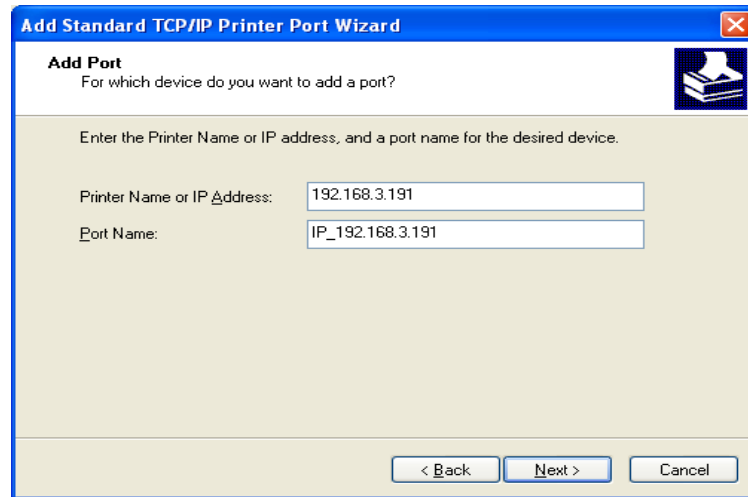 Add Standard TCP/IP Printer Port Wizard
Add Port
For which device do you want to add a port?
Enter the Printer Name or IP address, and a port name for the desired device.
Printer Name or IP Address: 192.168.3.191
Port Name: IP_192.168.3.191
< Back Next > Cancel